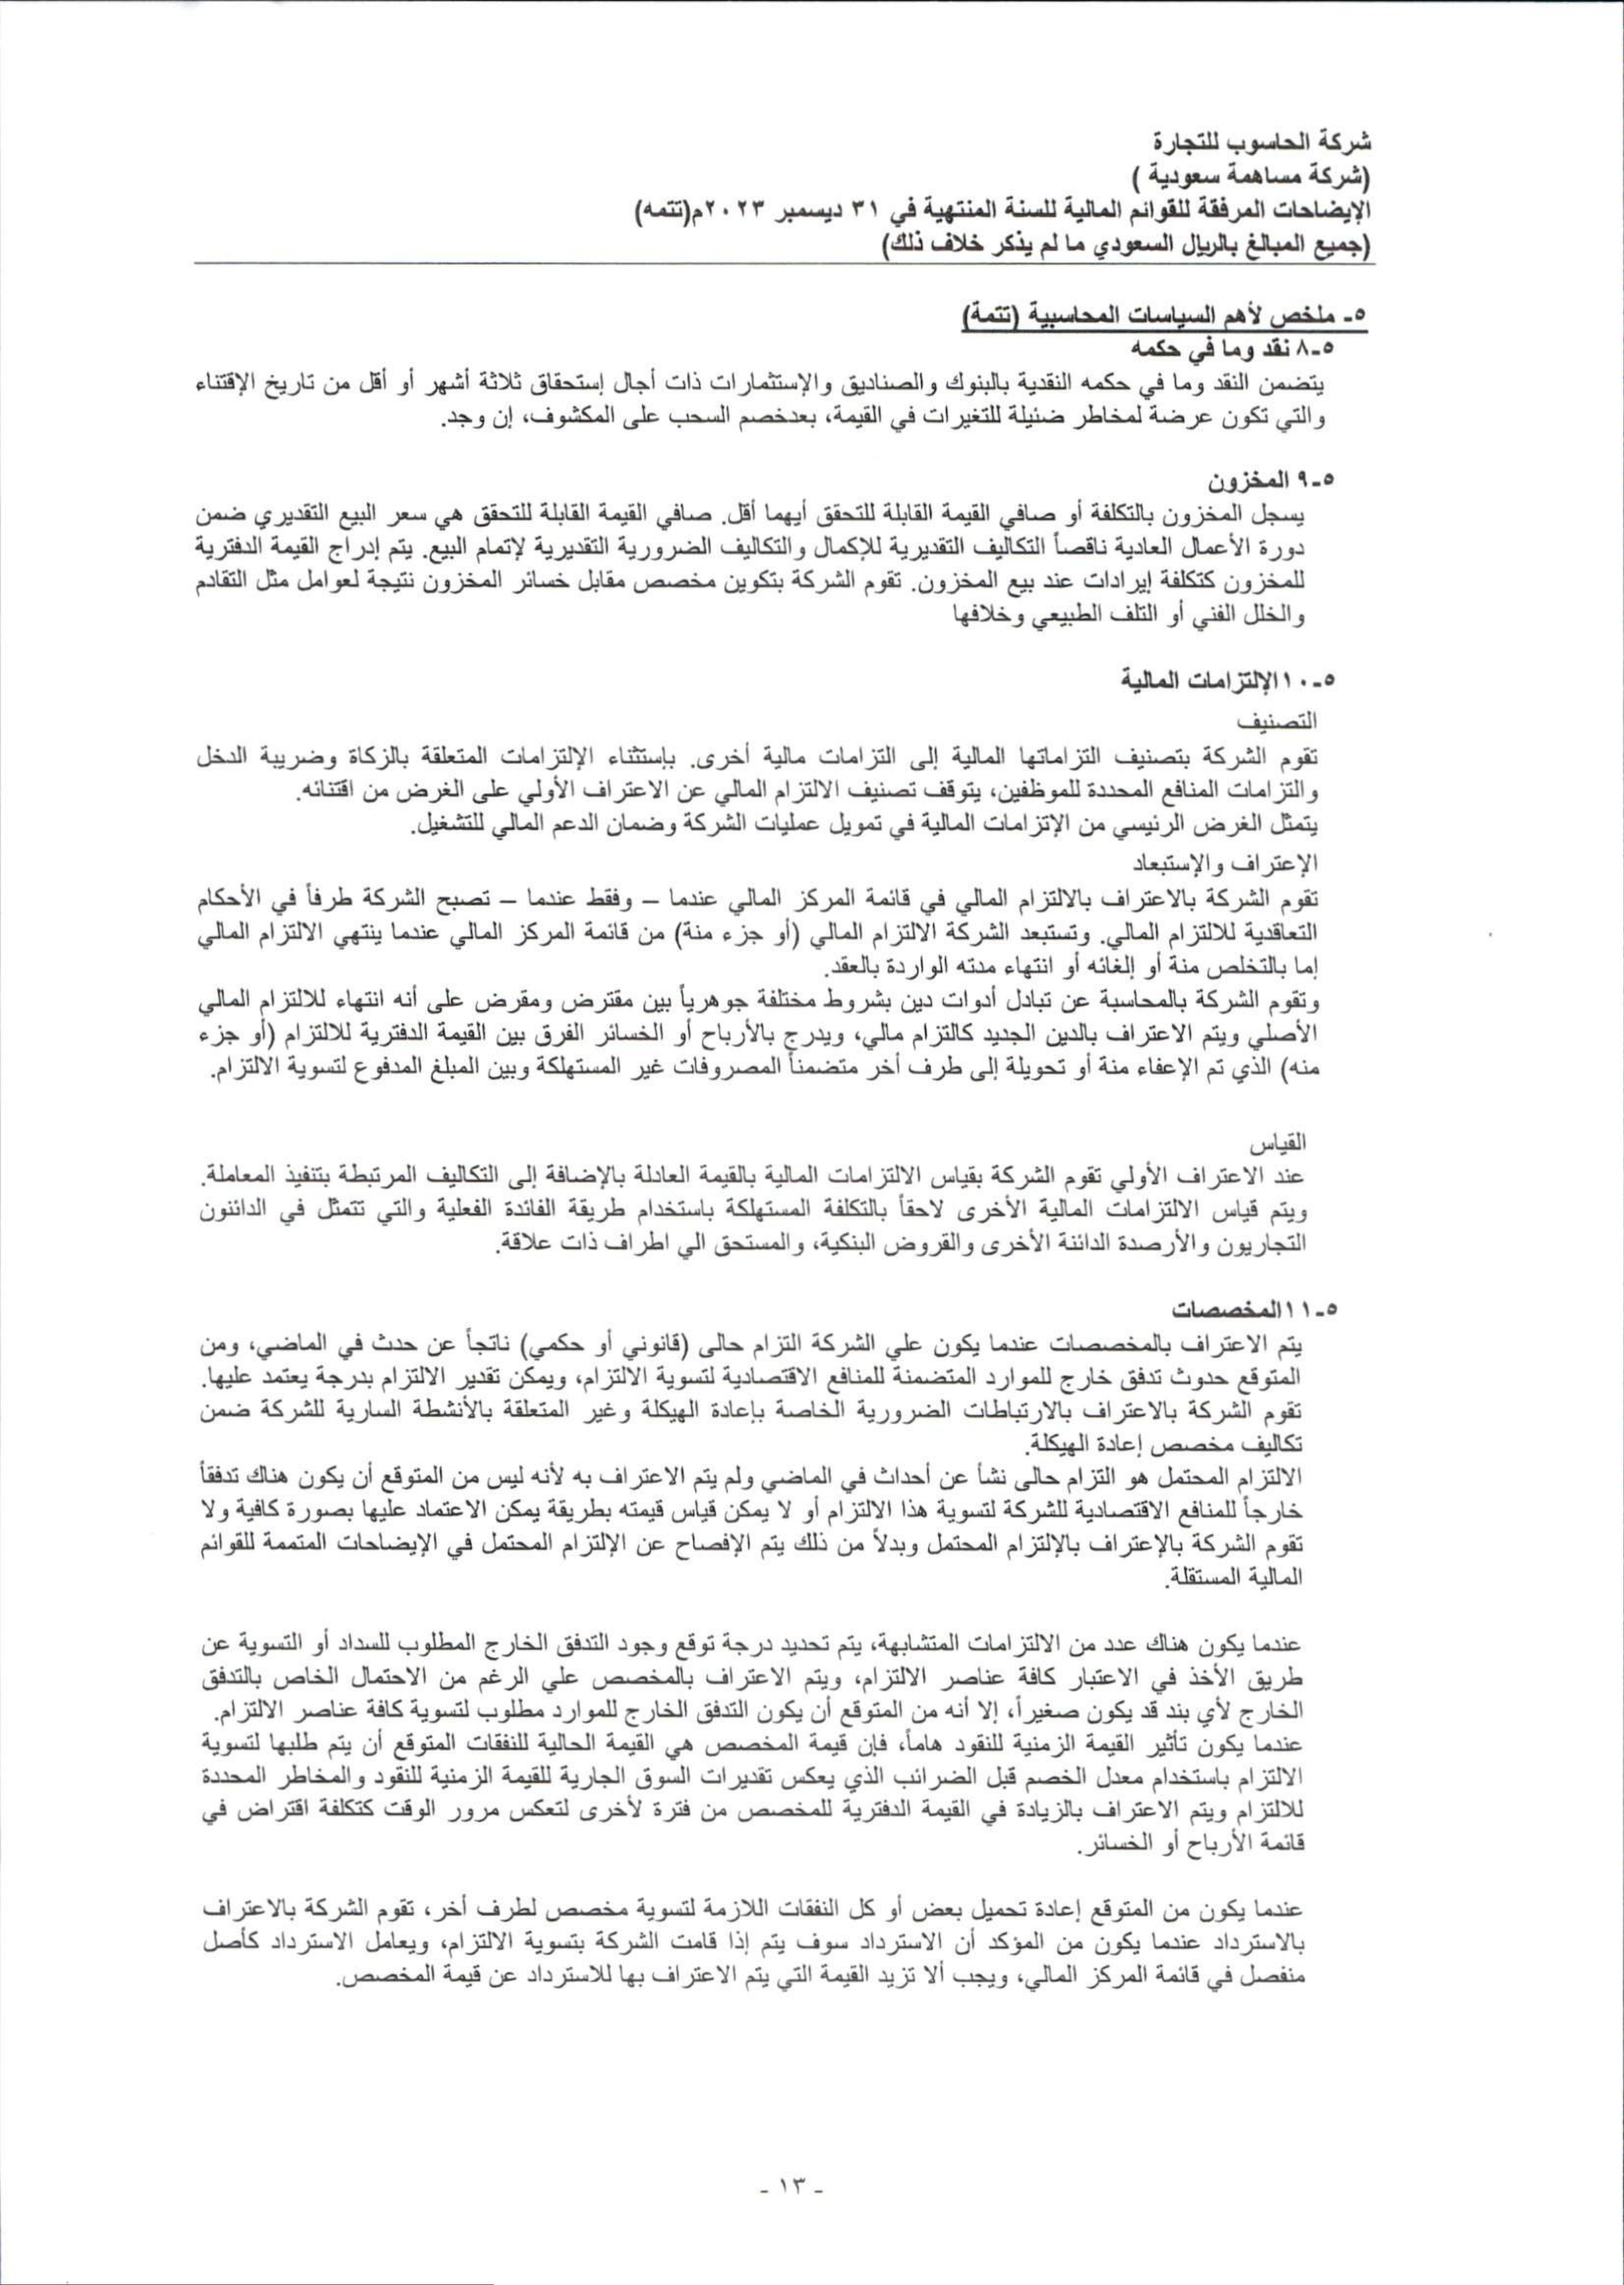 شركة الحاسوب للتجارة
(شركة مساهمة سعودية )
الإيضاحات المرفقة للقوائم المالية للسنة المنتهية في ٣١ ديسمبر ٢٠٢٣م(تتمه)
(جميع المبالغ بالريال السعودي ما لم يذكر خلاف ذلك)
٥- ملخص لأهم السياسات المحاسبية (تتمة)
٥-٨ نقد وما في حكمه
يتضمن النقد وما في حكمه النقدية بالبنوك والصناديق والإستثمارات ذات أجال إستحقاق ثلاثة أشهر أو أقل من تاريخ الإقتناء
والتي تكون عرضة لمخاطر ضئيلة للتغيرات في القيمة، بعدخصم السحب على المكشوف، إن وجد.
٥-٩ المخزون
يسجل المخزون بالتكلفة أو صافي القيمة القابلة للتحقق أيهما أقل. صافي القيمة القابلة للتحقق هي سعر البيع التقديري ضمن
دورة الأعمال العادية ناقصاً التكاليف التقديرية للإكمال والتكاليف الضرورية التقديرية لإتمام البيع. يتم إدراج القيمة الدفترية
للمخزون كتكلفة إيرادات عند بيع المخزون. تقوم الشركة بتكوين مخصص مقابل خسائر المخزون نتيجة لعوامل مثل التقادم
والخلل الفني أو التلف الطبيعي وخلافها
٥-١٠ الإلتزامات المالية
التصنيف
تقوم الشركة بتصنيف التزاماتها المالية إلى التزامات مالية أخرى. بإستثناء الإلتزامات المتعلقة بالزكاة وضريبة الدخل
والتزامات المنافع المحددة للموظفين، يتوقف تصنيف الالتزام المالي عن الاعتراف الأولي على الغرض من اقتنائه.
يتمثل الغرض الرئيسي من الإتزامات المالية في تمويل عمليات الشركة وضمان الدعم المالي للتشغيل.
الإعتراف والإستبعاد
تقوم الشركة بالاعتراف بالالتزام المالي في قائمة المركز المالي عندما – وفقط عندما – تصبح الشركة طرفاً في الأحكام
التعاقدية للالتزام المالي. وتستبعد الشركة الالتزام المالي (أو جزء منة) من قائمة المركز المالي عندما ينتهي الالتزام المالي
إما بالتخلص منة أو إلغائه أو انتهاء مدته الواردة بالعقد.
وتقوم الشركة بالمحاسبة عن تبادل أدوات دين بشروط مختلفة جوهرياً بين مقترض ومقرض على أنه انتهاء للالتزام المالي
الأصلي ويتم الاعتراف بالدين الجديد كالتزام مالي، ويدرج بالأرباح أو الخسائر الفرق بين القيمة الدفترية للالتزام (أو جزء
منه) الذي تم الإعفاء منة أو تحويلة إلى طرف أخر متضمناً المصروفات غير المستهلكة وبين المبلغ المدفوع لتسوية الالتزام.
القياس
عند الاعتراف الأولي تقوم الشركة بقياس الالتزامات المالية بالقيمة العادلة بالإضافة إلى التكاليف المرتبطة بتنفيذ المعاملة.
ويتم قياس الالتزامات المالية الأخرى لاحقاً بالتكلفة المستهلكة باستخدام طريقة الفائدة الفعلية والتي تتمثل في الدائنون
التجاريون والأرصدة الدائنة الأخرى والقروض البنكية، والمستحق الي اطراف ذات علاقة.
٥-١١ المخصصات
يتم الاعتراف بالمخصصات عندما يكون علي الشركة التزام حالى (قانوني أو حكمي) ناتجاً عن حدث في الماضي، ومن
المتوقع حدوث تدفق خارج للموارد المتضمنة للمنافع الاقتصادية لتسوية الالتزام، ويمكن تقدير الالتزام بدرجة يعتمد عليها.
تقوم الشركة بالاعتراف بالارتباطات الضرورية الخاصة بإعادة الهيكلة وغير المتعلقة بالأنشطة السارية للشركة ضمن
تكاليف مخصص إعادة الهيكلة.
الالتزام المحتمل هو التزام حالى نشأ عن أحداث في الماضي ولم يتم الاعتراف به لأنه ليس من المتوقع أن يكون هناك تدفقاً
خارجاً للمنافع الاقتصادية للشركة لتسوية هذا الالتزام أو لا يمكن قياس قيمته بطريقة يمكن الاعتماد عليها بصورة كافية ولا
تقوم الشركة بالإعتراف بالإلتزام المحتمل وبدلاً من ذلك يتم الإفصاح عن الإلتزام المحتمل في الإيضاحات المتممة للقوائم
المالية المستقلة.
عندما يكون هناك عدد من الالتزامات المتشابهة، يتم تحديد درجة توقع وجود التدفق الخارج المطلوب للسداد أو التسوية عن
طريق الأخذ في الاعتبار كافة عناصر الالتزام، ويتم الاعتراف بالمخصص علي الرغم من الاحتمال الخاص بالتدفق
الخارج لأي بند قد يكون صغيراً، إلا أنه من المتوقع أن يكون التدفق الخارج للموارد مطلوب لتسوية كافة عناصر الالتزام.
عندما يكون تأثير القيمة الزمنية للنقود هاماً، فإن قيمة المخصص هي القيمة الحالية للنفقات المتوقع أن يتم طلبها لتسوية
الالتزام باستخدام معدل الخصم قبل الضرائب الذي يعكس تقديرات السوق الجارية للقيمة الزمنية للنقود والمخاطر المحددة
للالتزام ويتم الاعتراف بالزيادة في القيمة الدفترية للمخصص من فترة لأخرى لتعكس مرور الوقت كتكلفة اقتراض في
قائمة الأرباح أو الخسائر.
عندما يكون من المتوقع إعادة تحميل بعض أو كل النفقات اللازمة لتسوية مخصص لطرف أخر، تقوم الشركة بالاعتراف
بالاسترداد عندما يكون من المؤكد أن الاسترداد سوف يتم إذا قامت الشركة بتسوية الالتزام، ويعامل الاسترداد كأصل
منفصل في قائمة المركز المالي، ويجب ألا تزيد القيمة التي يتم الاعتراف بها للاسترداد عن قيمة المخصص.
- ١٣ -